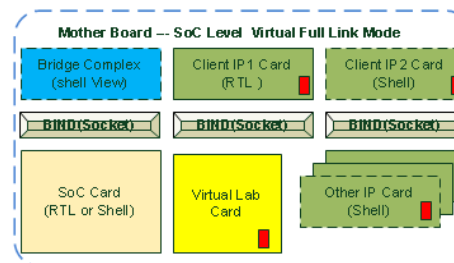 Mother Board --- SoC Level Virtual Full Link Mode
Bridge Complex
(shell View)
Client IP1 Card
(RTL )
Client IP2 Card
(Shell)
BIND(Socket)
BIND(Socket)
BIND(Socket)
SoC Card
(RTL or Shell)
Virtual Lab
Card
Other IP Card
(Shell)